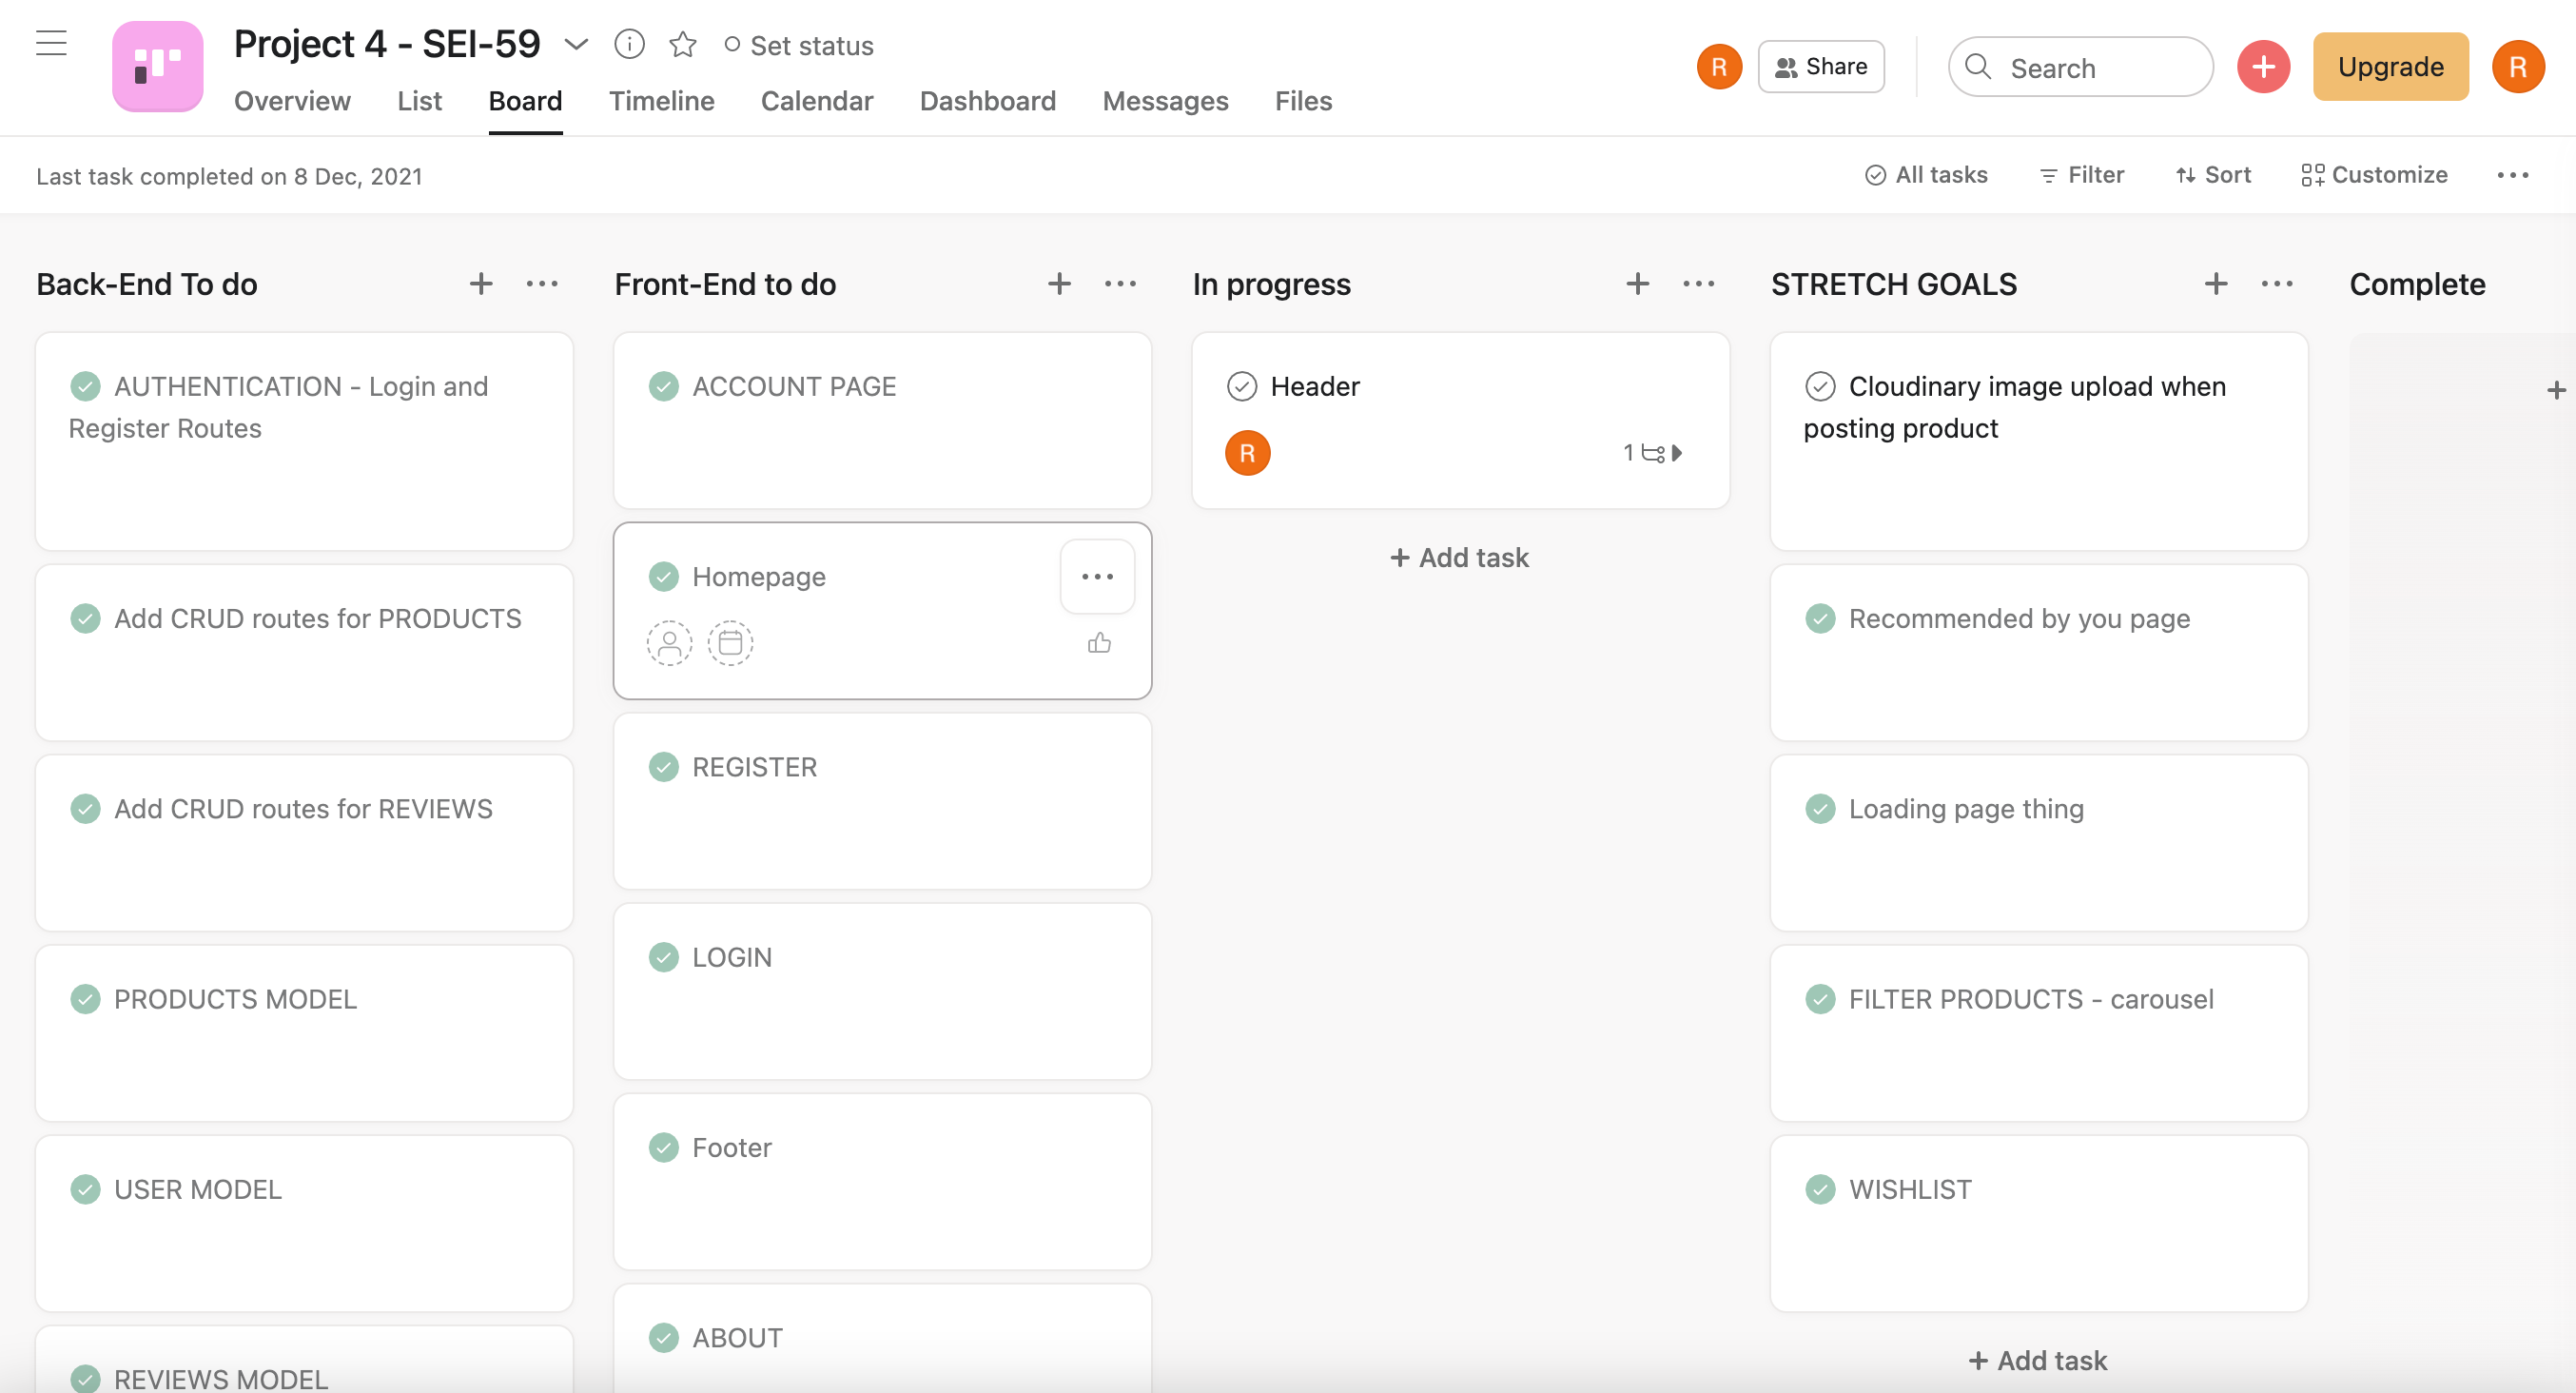 Project 4 - SEI-59
Set status
R
Share
Search
Upgrade
R
Overview
List
Board
Timeline
Calendar
Dashboard
Messages
Files
Last task completed on 8 Dec, 2021
All tasks
Filter
Sort
Customize
Back-End To do
AUTHENTICATION - Login and
Register Routes
Add CRUD routes for PRODUCTS
Add CRUD routes for REVIEWS
PRODUCTS MODEL
USER MODEL
REVIEWS MODEL
Front-End to do
ACCOUNT PAGE
Homepage
REGISTER
LOGIN
Footer
ABOUT
In progress
Header
R
1
+ Add task
STRETCH GOALS
Cloudinary image upload when
posting product
Recommended by you page
Loading page thing
FILTER PRODUCTS - carousel
WISHLIST
+ Add task
Complete